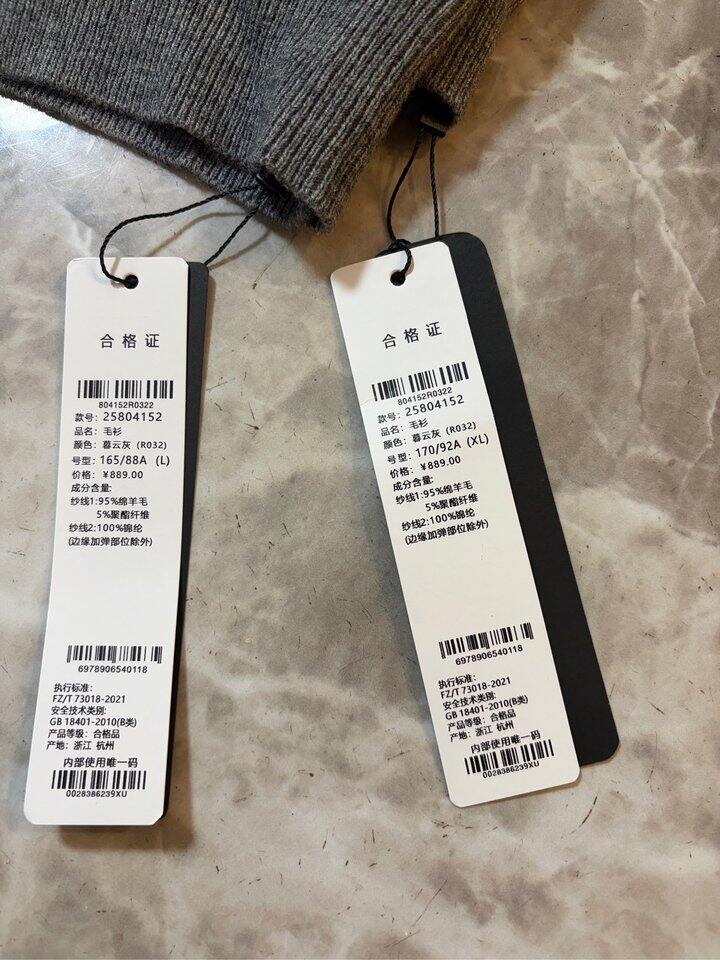 合格证
804152R0322
款号: 25804152
品名: 毛衫
颜色: 暮云灰 (R032)
号型: 165/88A (L)
价格: ¥889.00
成分含量:
纱线1:95%绵羊毛
5%聚酯纤维
纱线2:100%锦纶
(边缘加弹部位除外)
6978906540118
执行标准:
FZ/T 73018-2021
安全技术类别:
GB 18401-2010(B类)
产品等级: 合格品
产地: 浙江 杭州
内部使用唯一码
0028386239XU
合格证
804152R0322
款号: 25804152
品名: 毛衫
颜色: 暮云灰 (R032)
号型: 170/92A (XL)
价格: ¥889.00
成分含量:
纱线1:95%绵羊毛
5%聚酯纤维
纱线2:100%锦纶
(边缘加弹部位除外)
6978906540118
执行标准:
FZ/T 73018-2021
安全技术类别:
GB 18401-2010(B类)
产品等级: 合格品
产地: 浙江 杭州
内部使用唯一码
0028386239XU